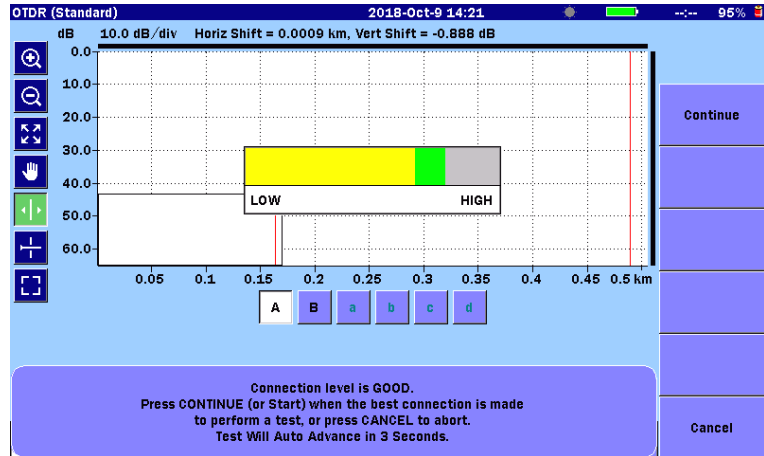 OTDR (Standard) 2018-Oct-9 14:21 --:-- 95%
dB 10.0 dB/div Horiz Shift = 0.0009 km, Vert Shift = -0.888 dB
0.0
10.0
20.0
30.0
40.0
50.0
60.0
LOW HIGH
0.05 0.1 0.15 0.2 0.25 0.3 0.35 0.4 0.45 0.5 km
A B a b c d
Continue
Connection level is GOOD.
Press CONTINUE (or Start) when the best connection is made
to perform a test, or press CANCEL to abort.
Test Will Auto Advance in 3 Seconds.
Cancel